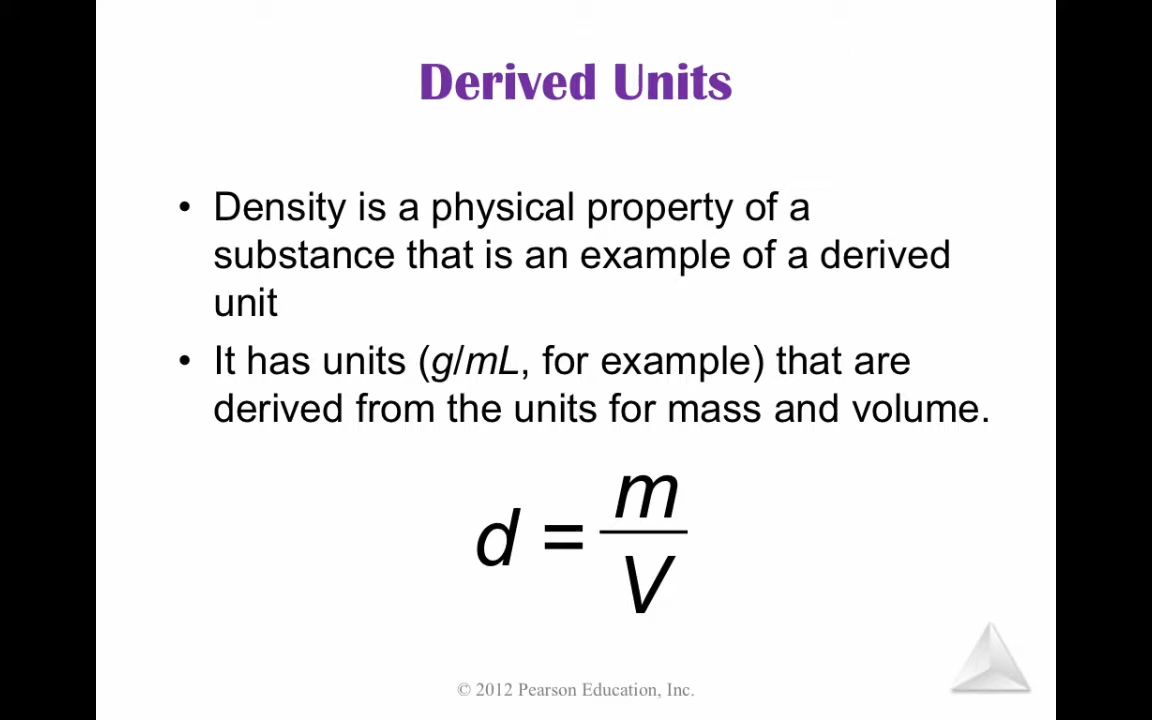 Derived Units
• Density is a physical property of a
substance that is an example of a derived
unit
• It has units (g/mL, for example) that are
derived from the units for mass and volume.
d = m/V
© 2012 Pearson Education, Inc.